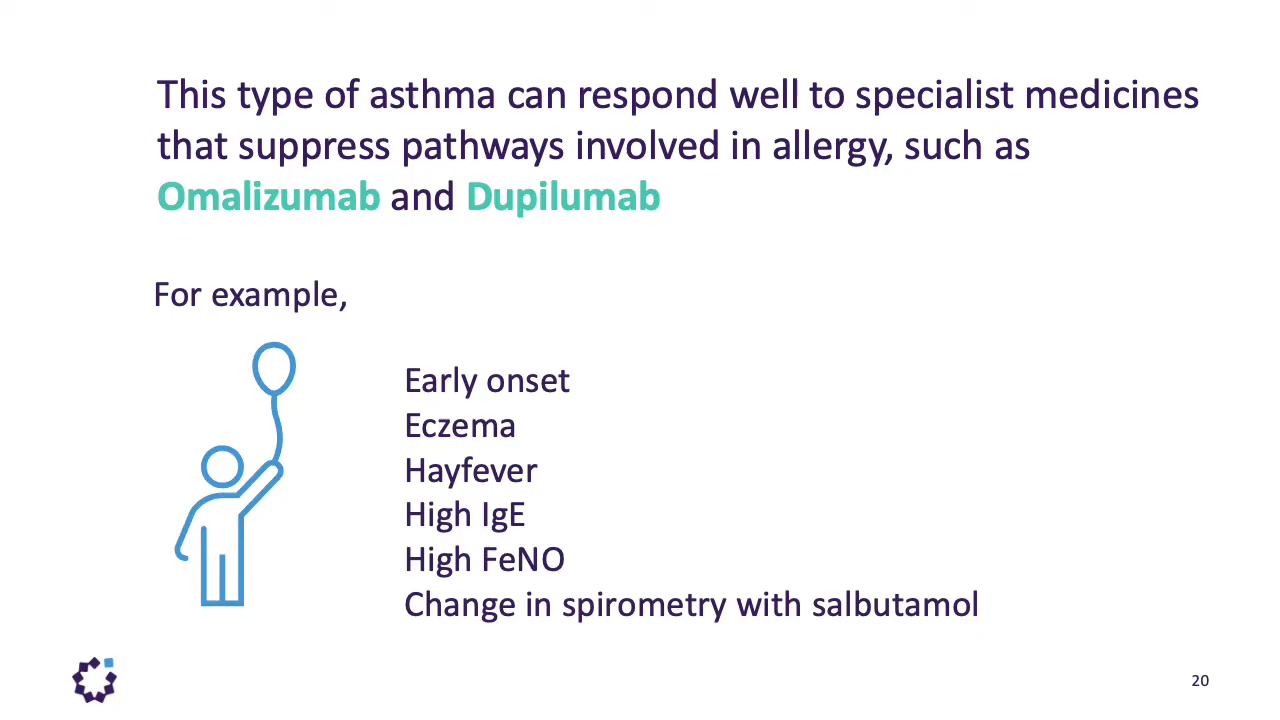 This type of asthma can respond well to specialist medicines
that suppress pathways involved in allergy, such as
Omalizumab and Dupilumab
For example,
Early onset
Eczema
Hayfever
High IgE
High FeNO
Change in spirometry with salbutamol
20